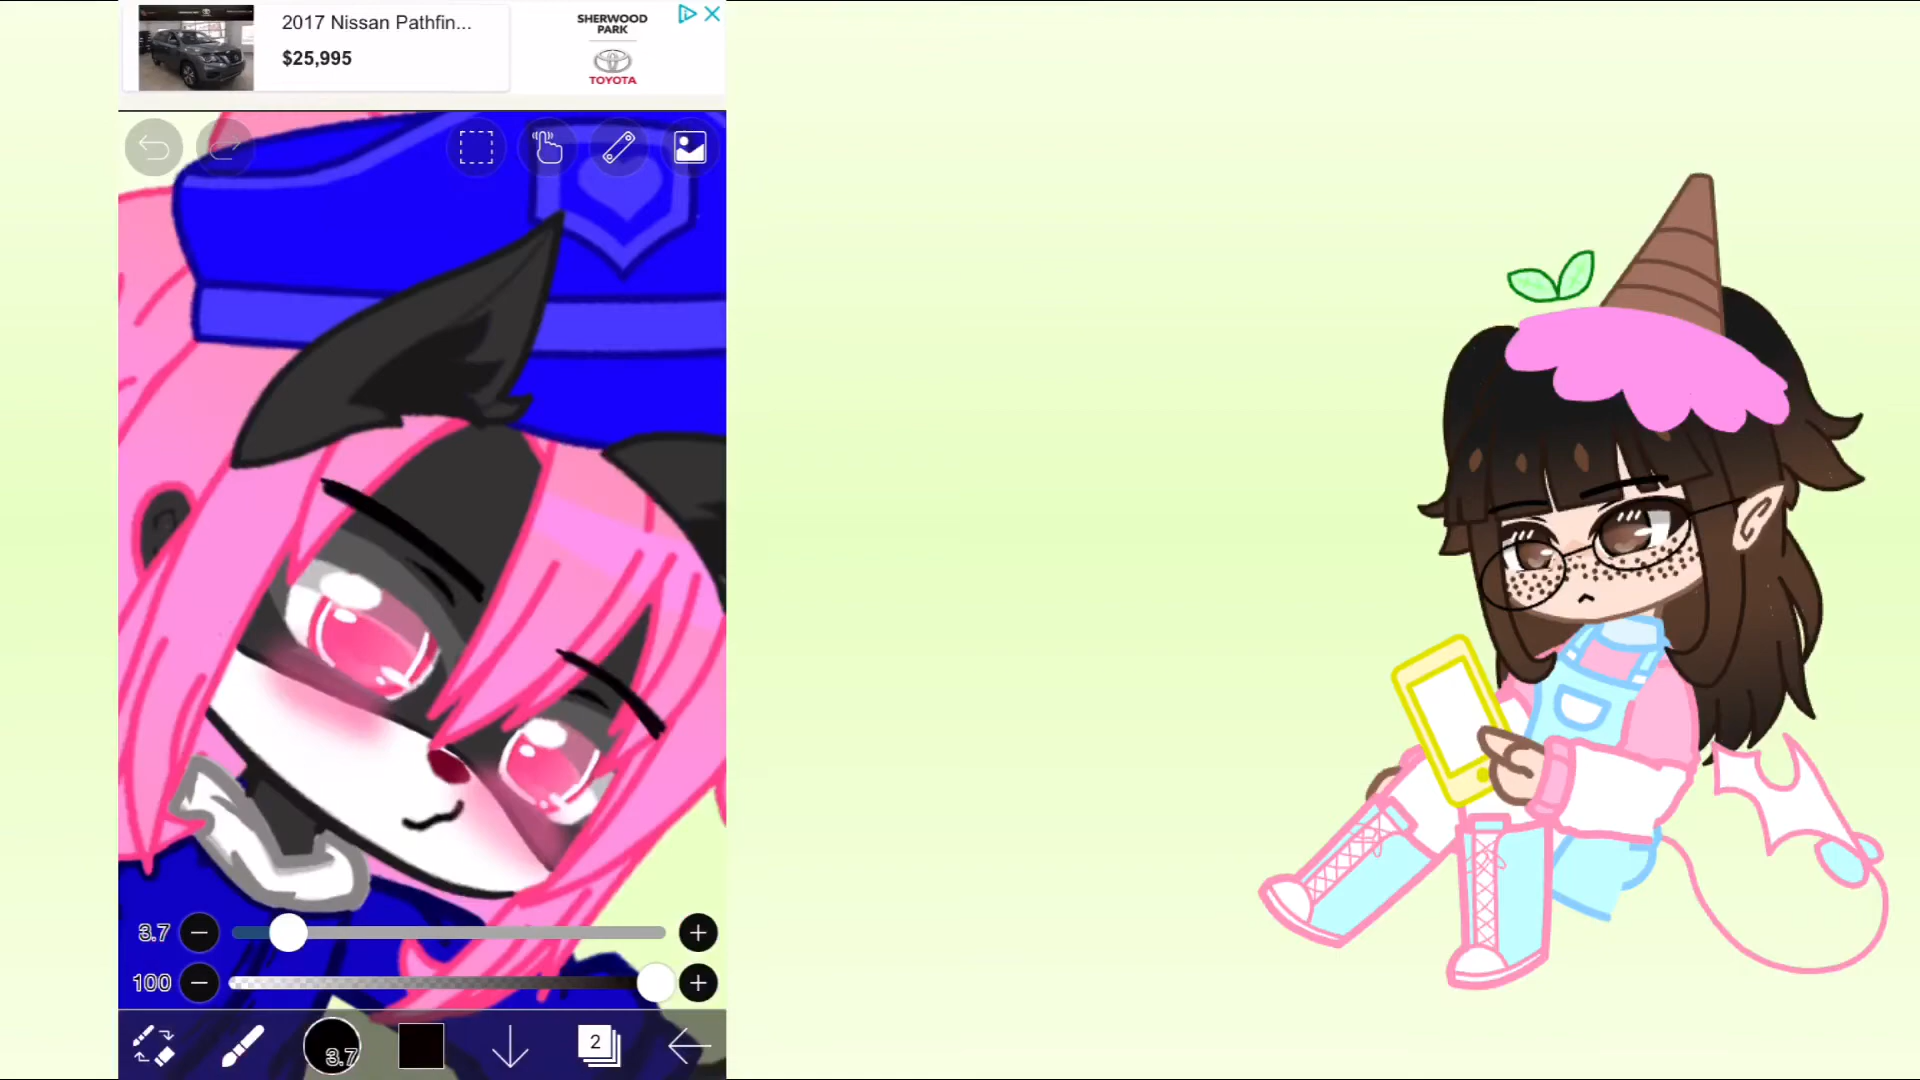 2017 Nissan Pathfin...
$25,995
SHERWOOD
PARK
TOYOTA
3.7
100
3.7
2